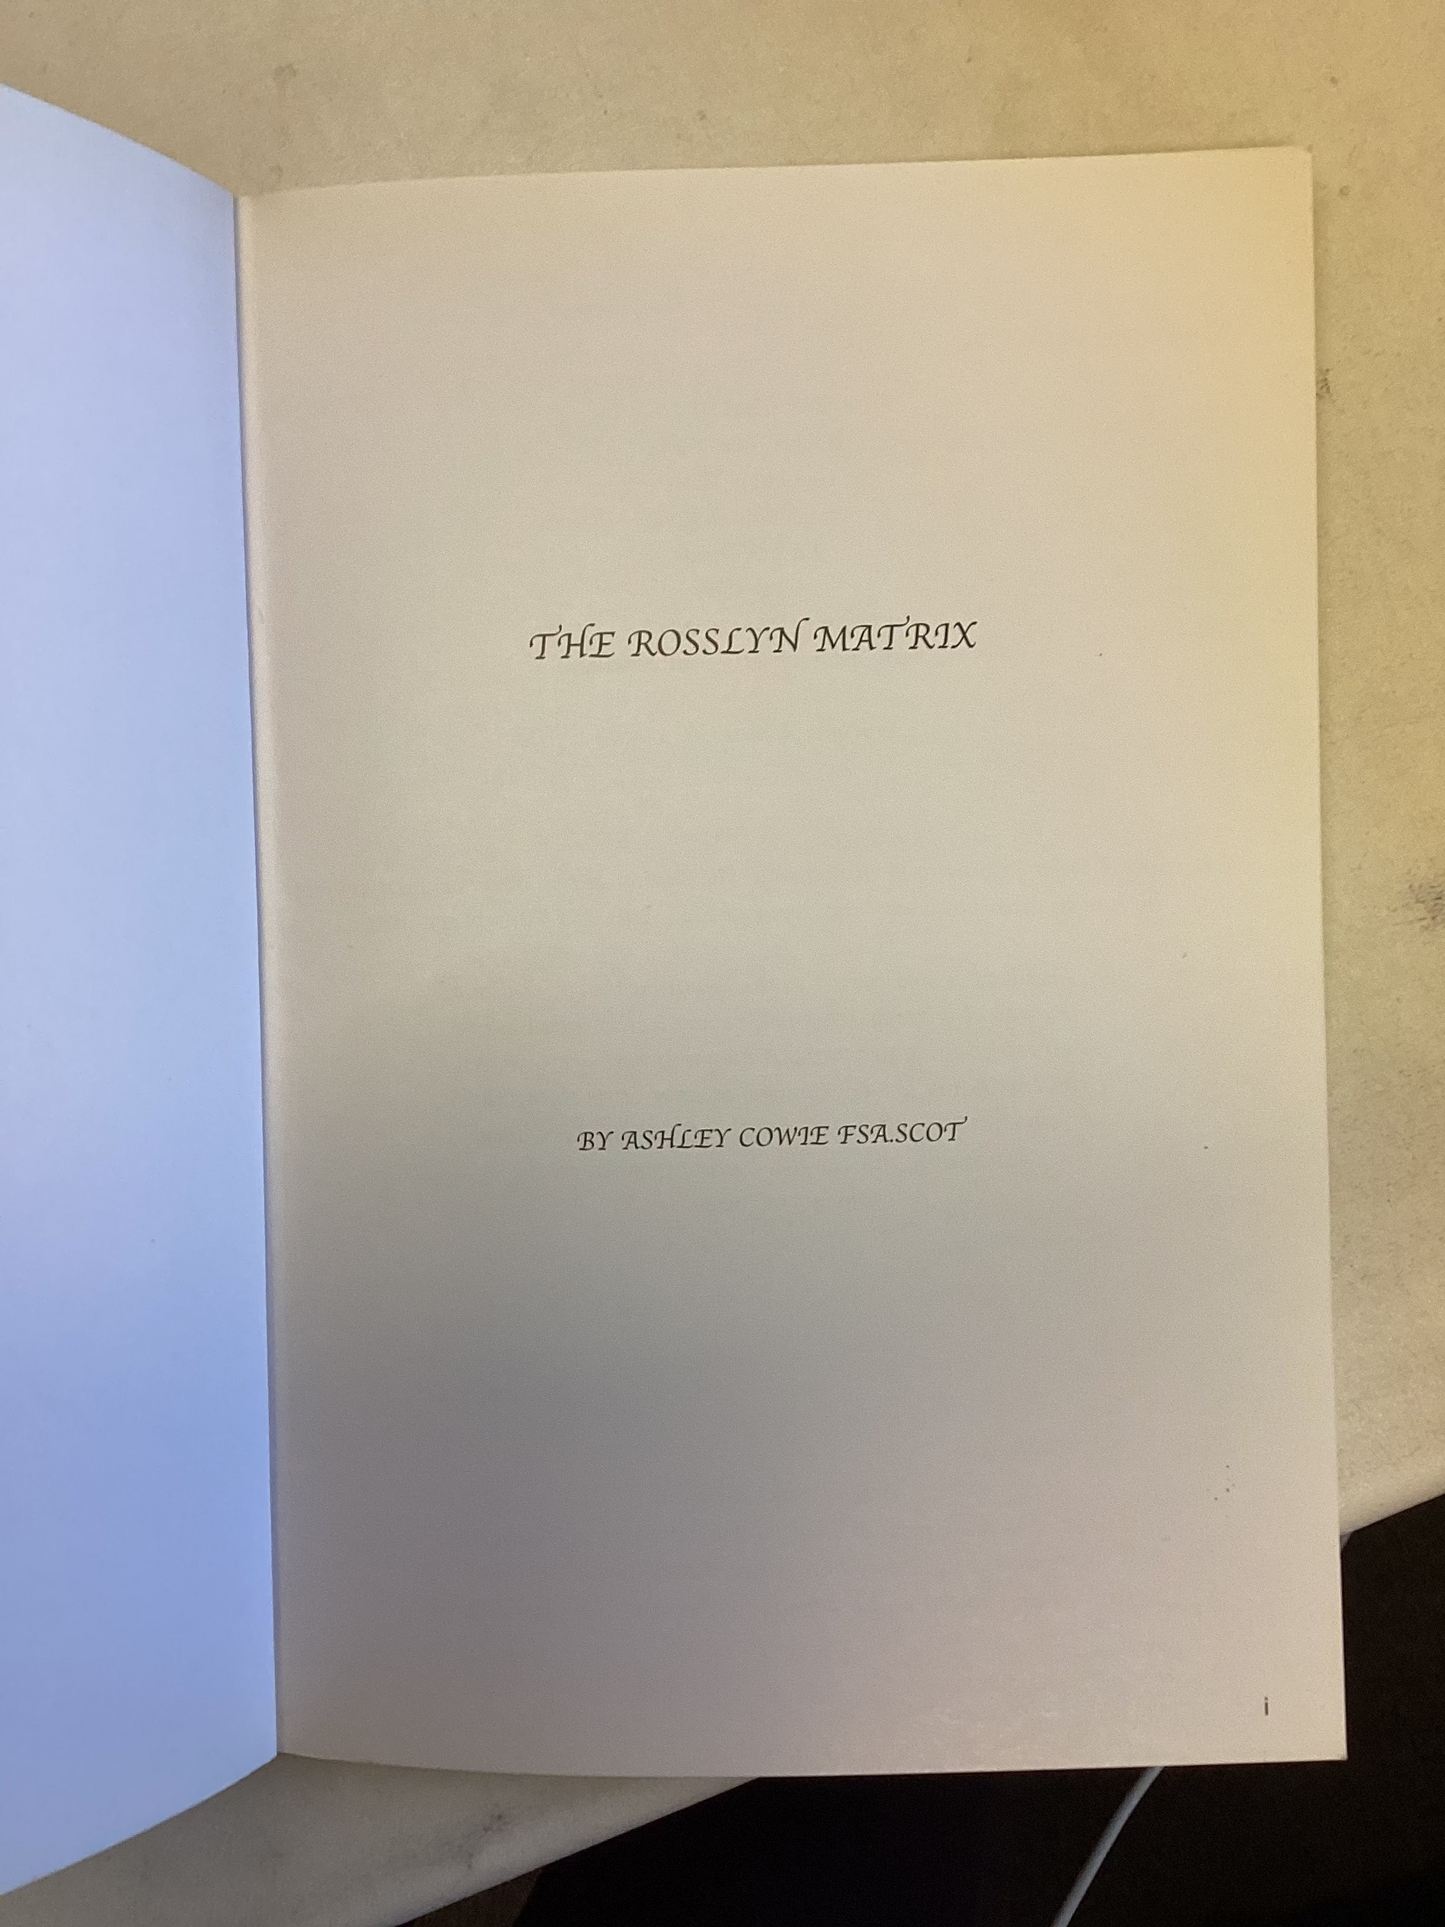 THE ROSSLYN MATRIX
BY ASHLEY COWIE FSA.SCOT
i